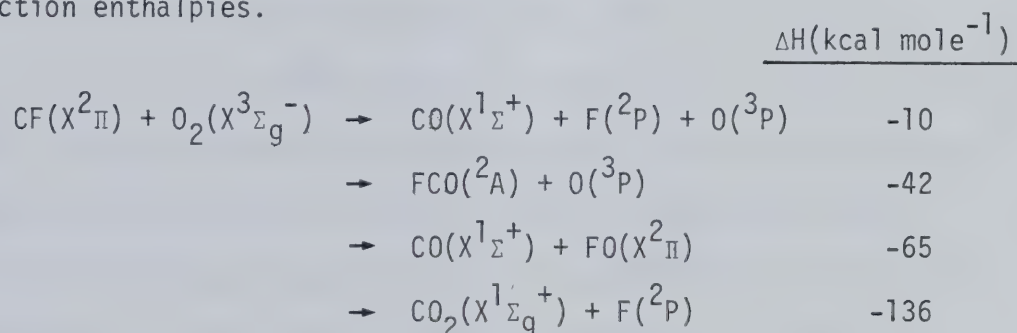 ction enthalpies.
ΔH(kcal mole⁻¹)
CF(X²Π) + O₂(X³Σg⁻) → CO(X¹Σ⁺) + F(²P) + O(³P) -10
→ FCO(²A) + O(³P) -42
→ CO(X¹Σ⁺) + FO(X²Π) -65
→ CO₂(X¹Σg⁺) + F(²P) -136